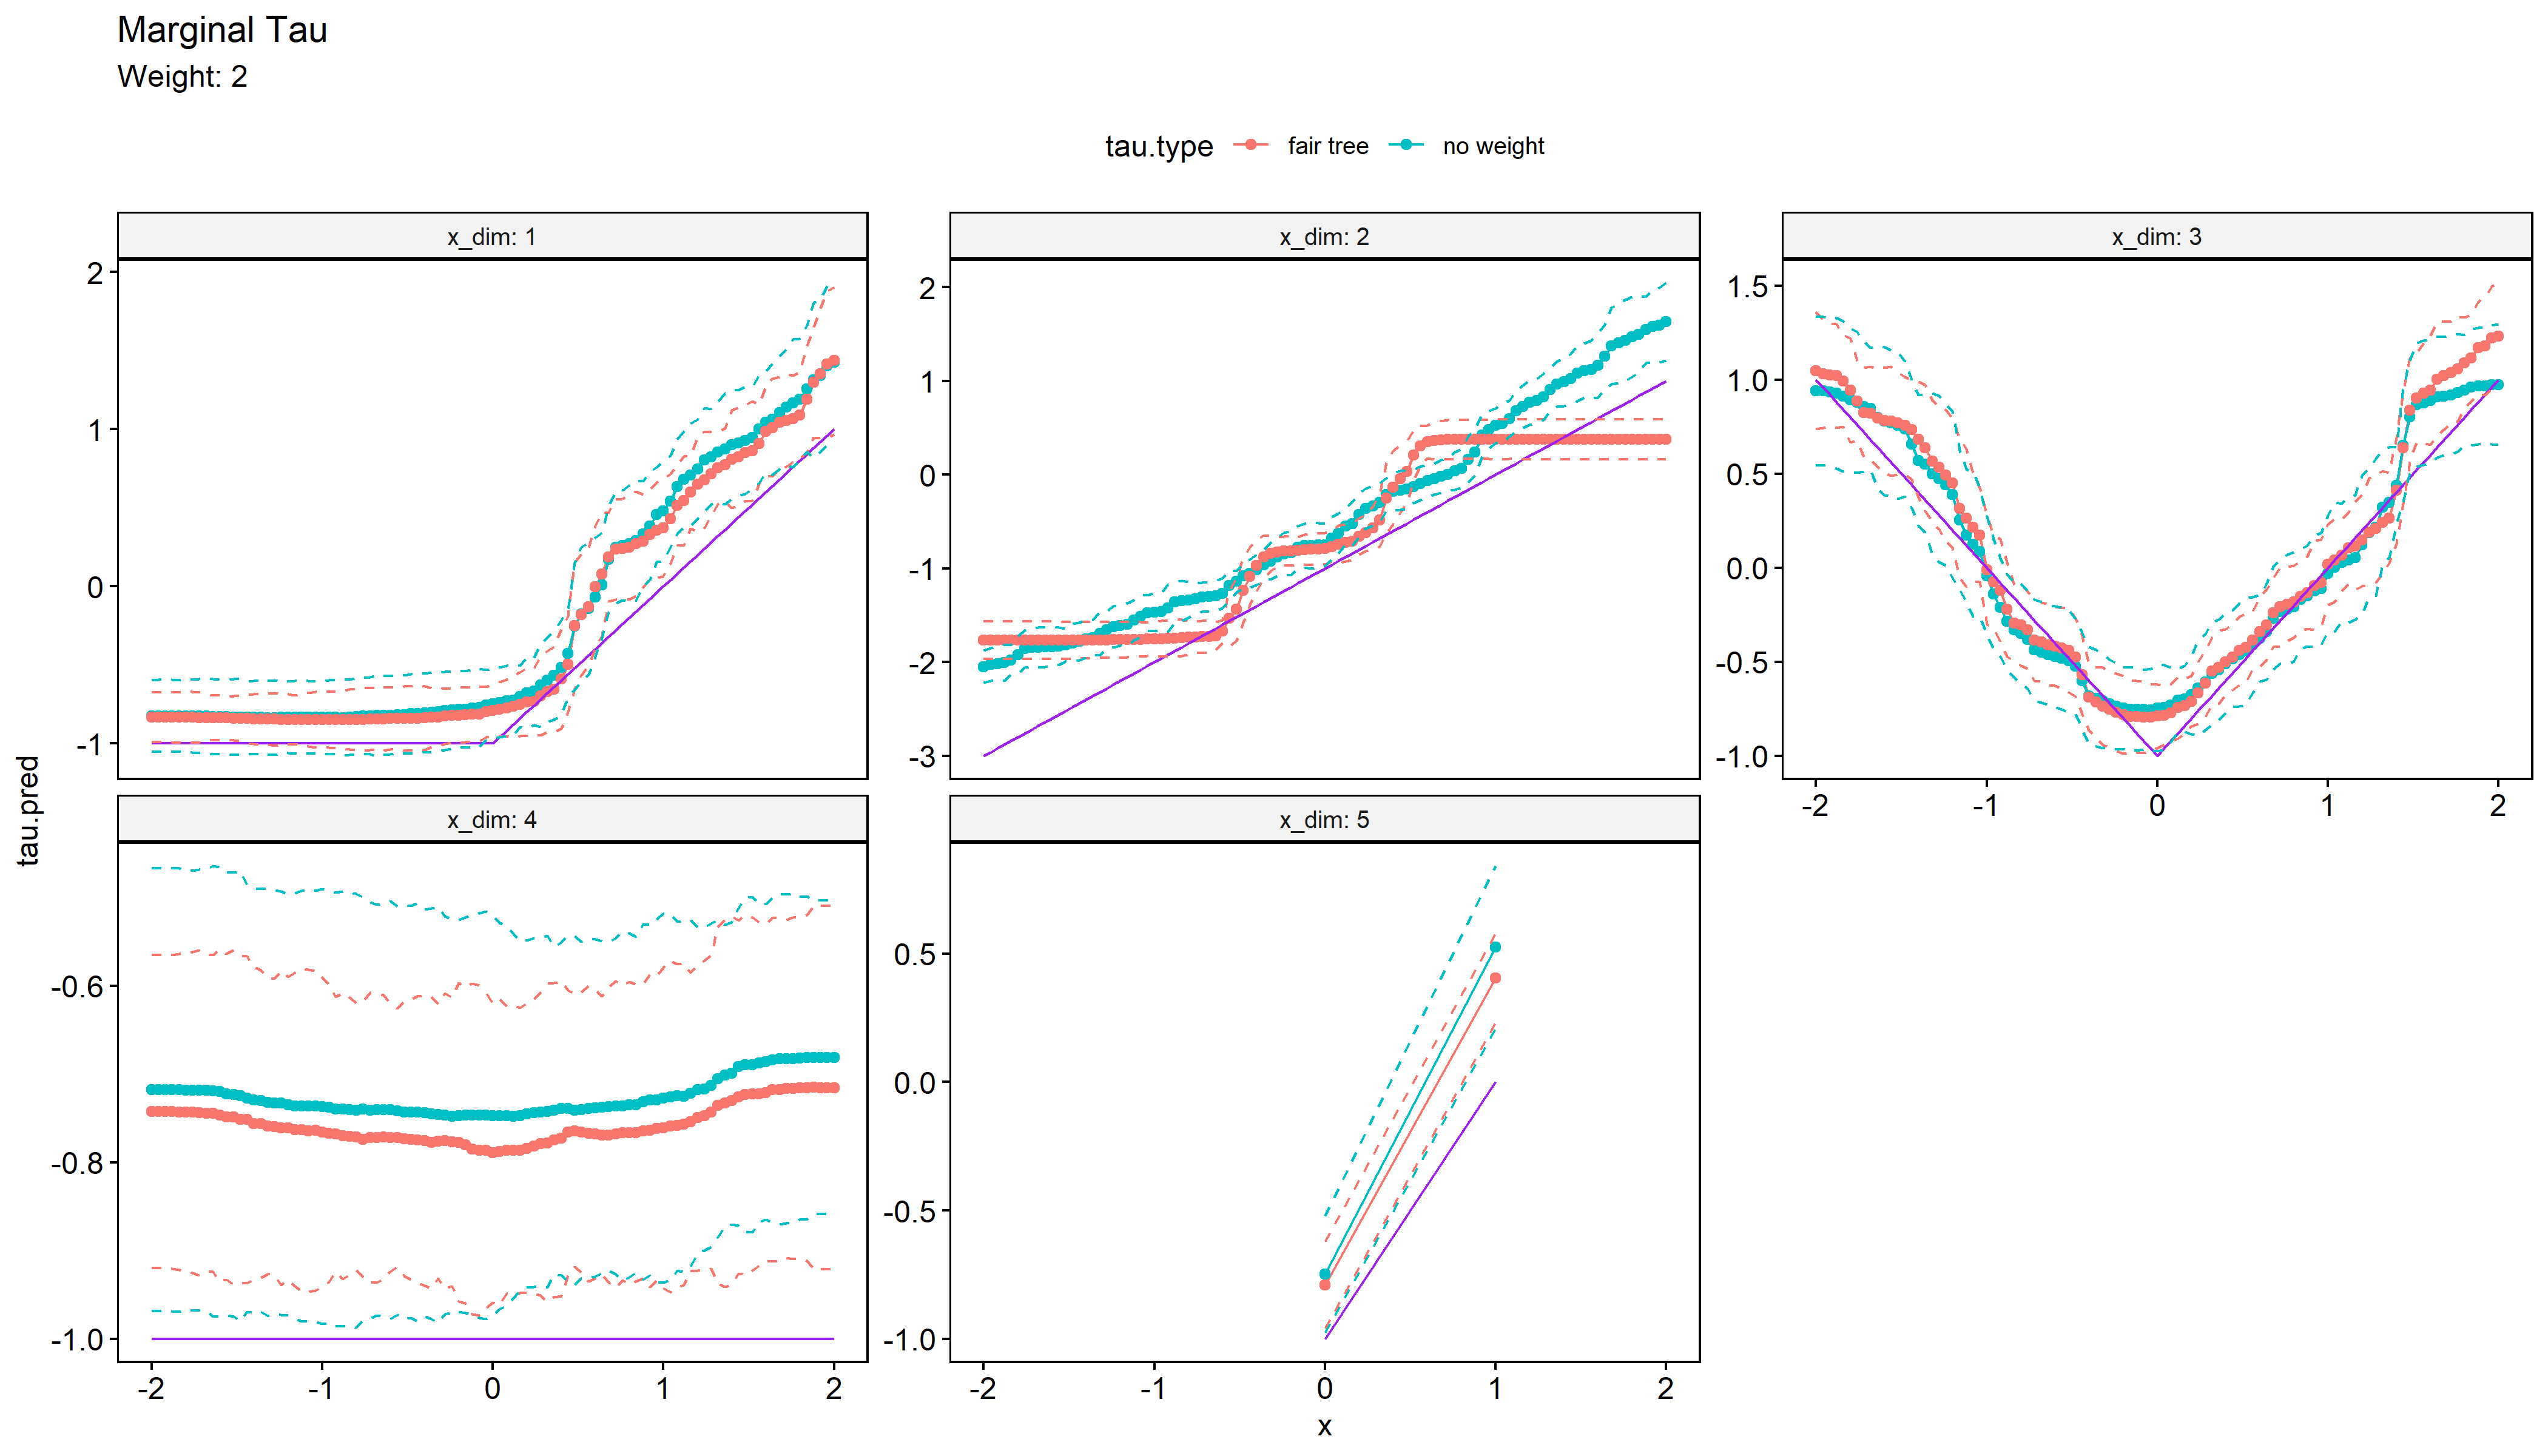 Marginal Tau
Weight: 2
tau.type fair tree no weight
x_dim: 1
2
1
0
-1
x_dim: 2
2
1
0
-1
-2
-3
x_dim: 3
1.5
1.0
0.5
0.0
-0.5
-1.0
-2 -1 0 1 2
tau.pred
x_dim: 4
-0.6
-0.8
-1.0
-2 -1 0 1 2
x_dim: 5
0.5
0.0
-0.5
-1.0
-2 -1 0 1 2
x